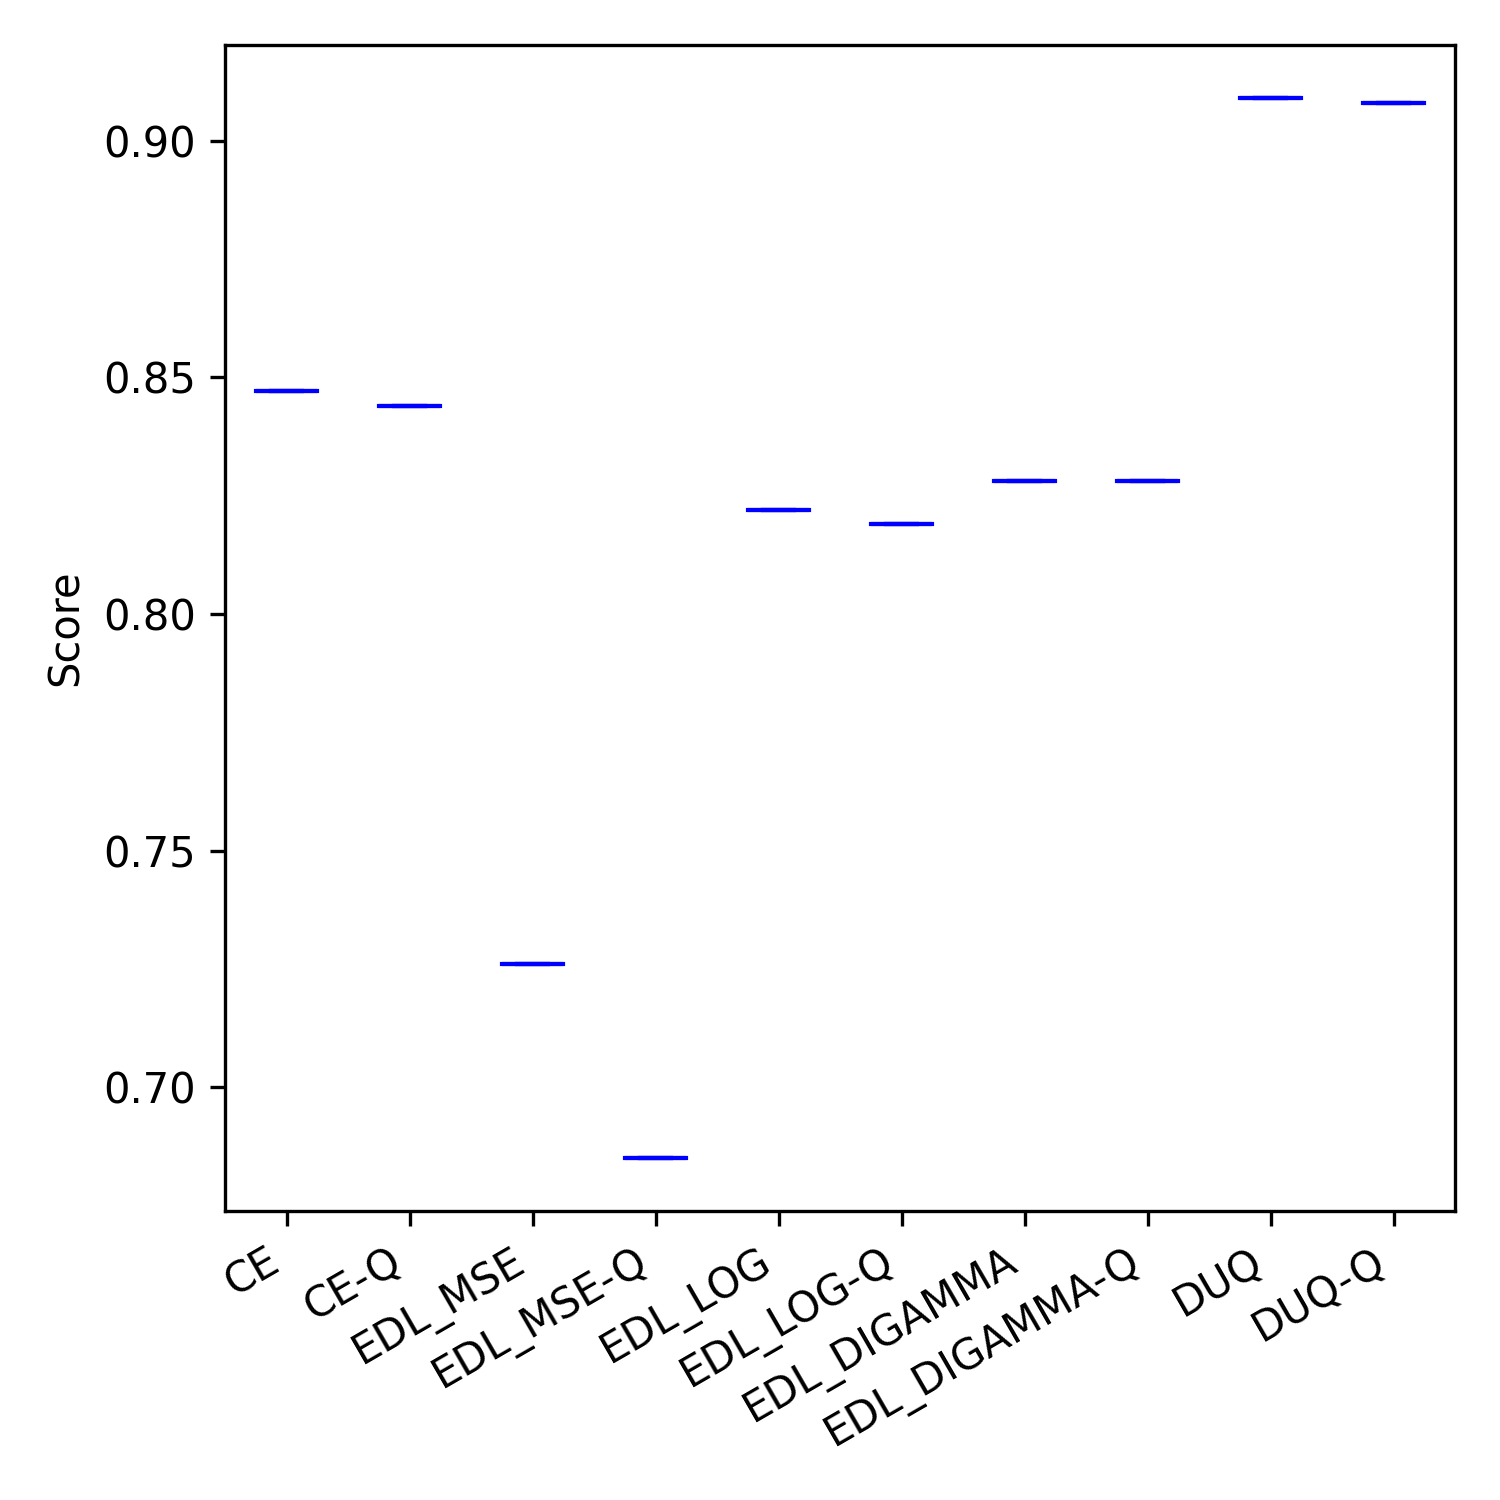 Score
0.90
0.85
0.80
0.75
0.70
CE
CE-Q
EDL_MSE
EDL_MSE-Q
EDL_LOG
EDL_LOG-Q
EDL_DIGAMMA
EDL_DIGAMMA-Q
DUQ
DUQ-Q